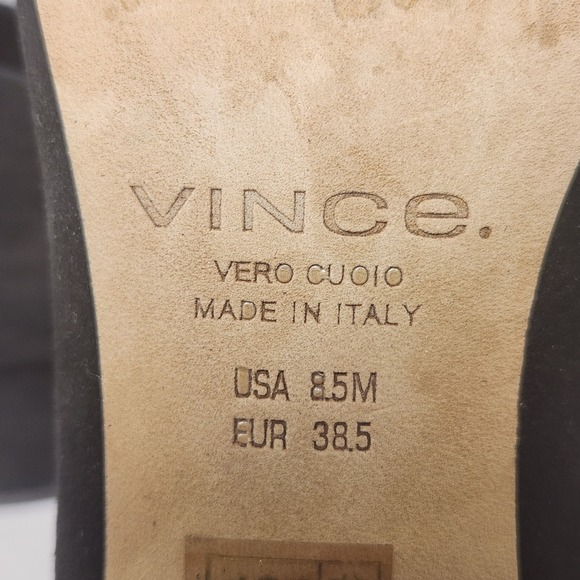 VINCe.
VERO CUOIO
MADE IN ITALY
USA 8.5M
EUR 38.5